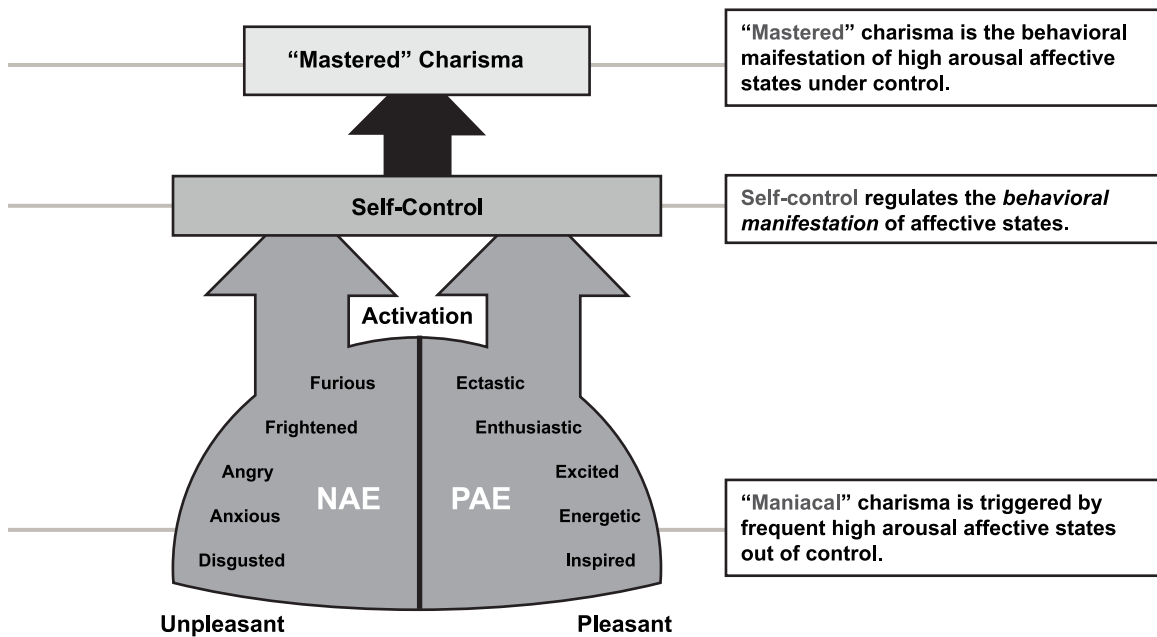 “Mastered” Charisma
“Mastered” charisma is the behavioral
maifestation of high arousal affective
states under control.
Self-Control
Self-control regulates the behavioral
manifestation of affective states.
Activation
Furious
Ectastic
Frightened
Enthusiastic
Angry
Excited
NAE
PAE
Anxious
Energetic
Disgusted
Inspired
“Maniacal” charisma is triggered by
frequent high arousal affective states
out of control.
Unpleasant
Pleasant